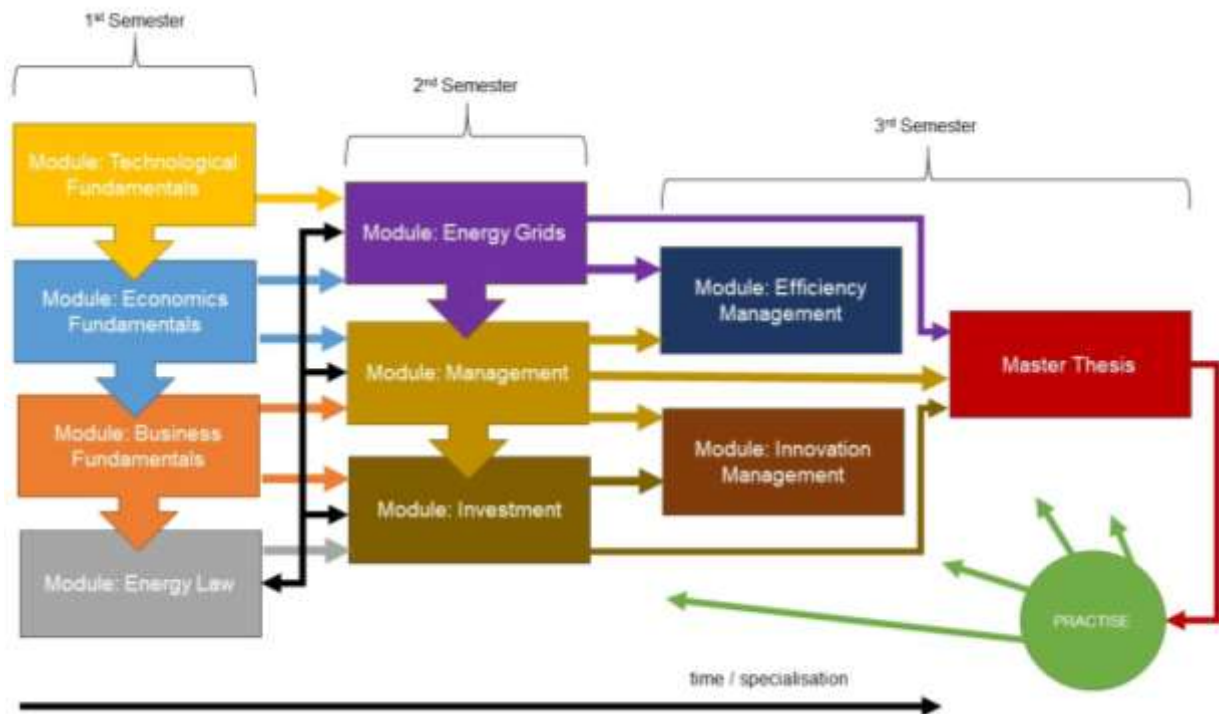 1st Semester
2nd Semester
3rd Semester
Module: Technological
Fundamentals
Module: Economics
Fundamentals
Module: Business
Fundamentals
Module: Energy Law
Module: Energy Grids
Module: Management
Module: Investment
Module: Efficiency
Management
Module: Innovation
Management
Master Thesis
PRACTISE
time / specialisation